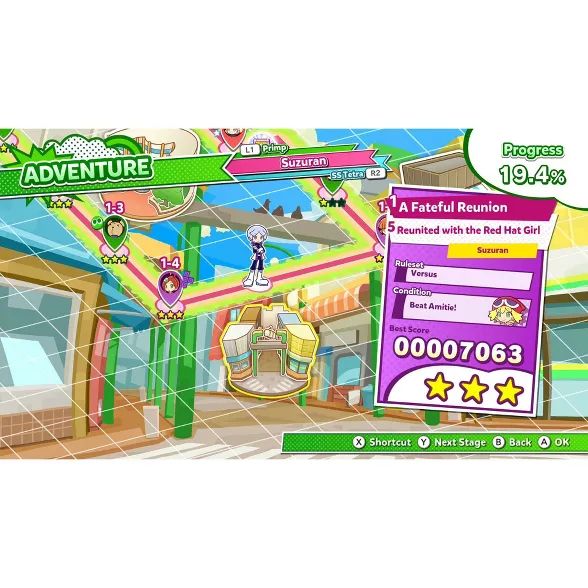 ADVENTURE
L1 Primp
Suzuran
SS Tetra R2
Progress
19.4%
1-3
1-4
1 A Fateful Reunion
5 Reunited with the Red Hat Girl
Suzuran
Ruleset
Versus
Condition
Beat Amitie!
Best Score
00007063
X Shortcut Y Next Stage B Back A OK